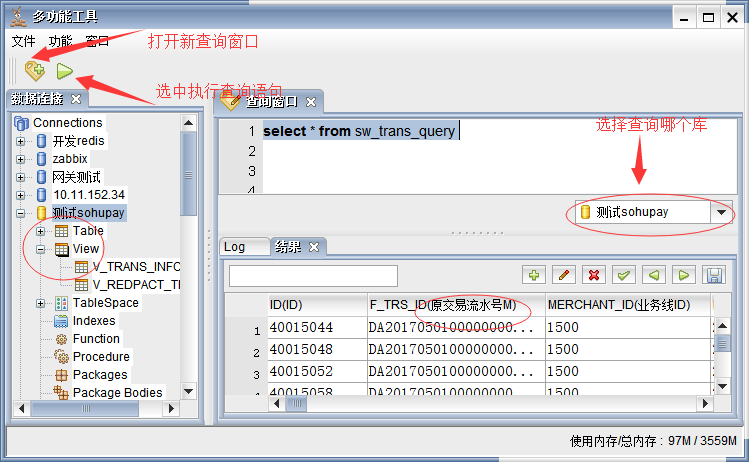 多功能工具
文件 功能 窗口
打开新查询窗口
选中执行查询语句
数据连接
Connections
开发redis
zabbix
网关测试
10.11.152.34
测试sohupay
Table
View
V_TRANS_INFO
V_REDPACT_TI
TableSpace
Indexes
Function
Procedure
Packages
Package Bodies
查询窗口
1 select * from sw_trans_query
2
3
4
选择查询哪个库
测试sohupay
Log 结果
ID(ID) F_TRS_ID(原交易流水号M) MERCHANT_ID(业务线ID)
1 40015044 DA2017050100000000... 1500
2 40015048 DA2017050100000000... 1500
3 40015052 DA2017050100000000... 1500
4 40015058 DA2017050100000000... 1500
使用内存/总内存 : 97M / 3559M